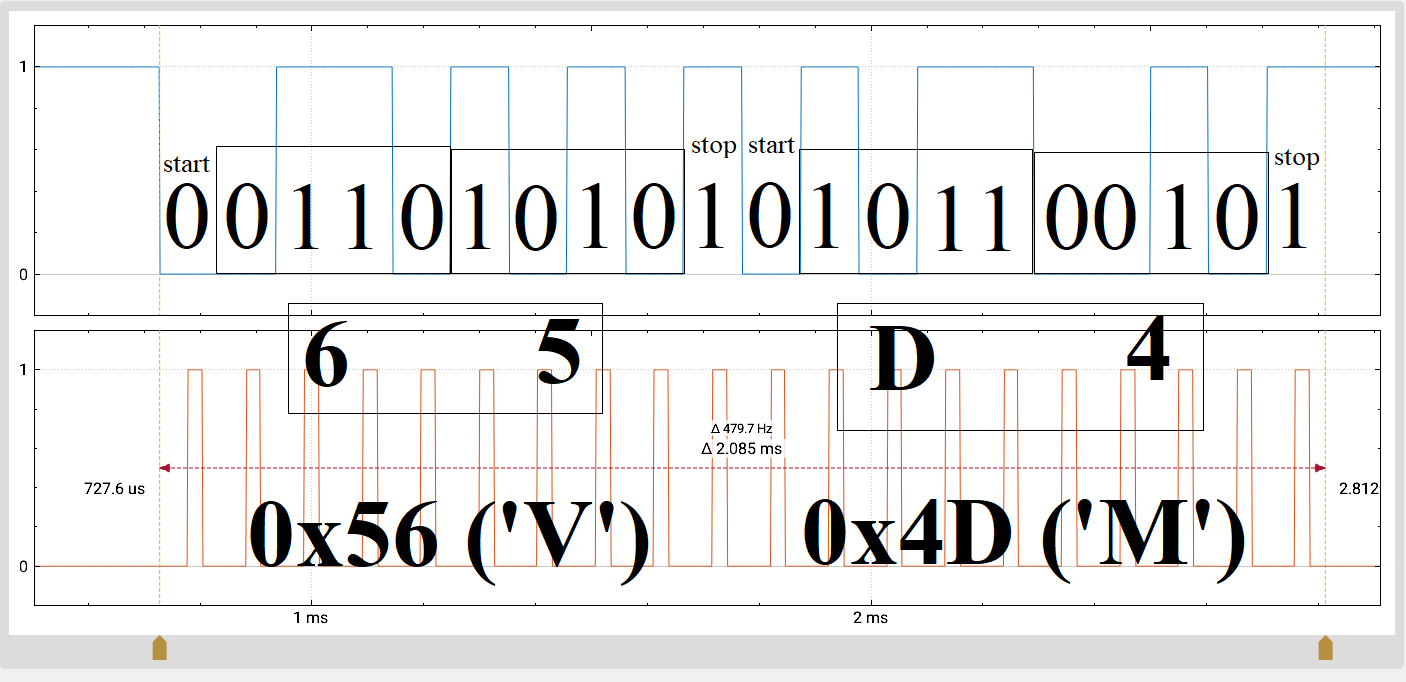 1
start
stop start
stop
0 0 1 1 0 1 0 1 0 1 0 1 0 1 1 0 0 1 0 1
0
6 5 D 4
1
Δ 479.7 Hz
Δ 2.085 ms
727.6 us
2.812
0x56 ('V') 0x4D ('M')
0
1 ms 2 ms